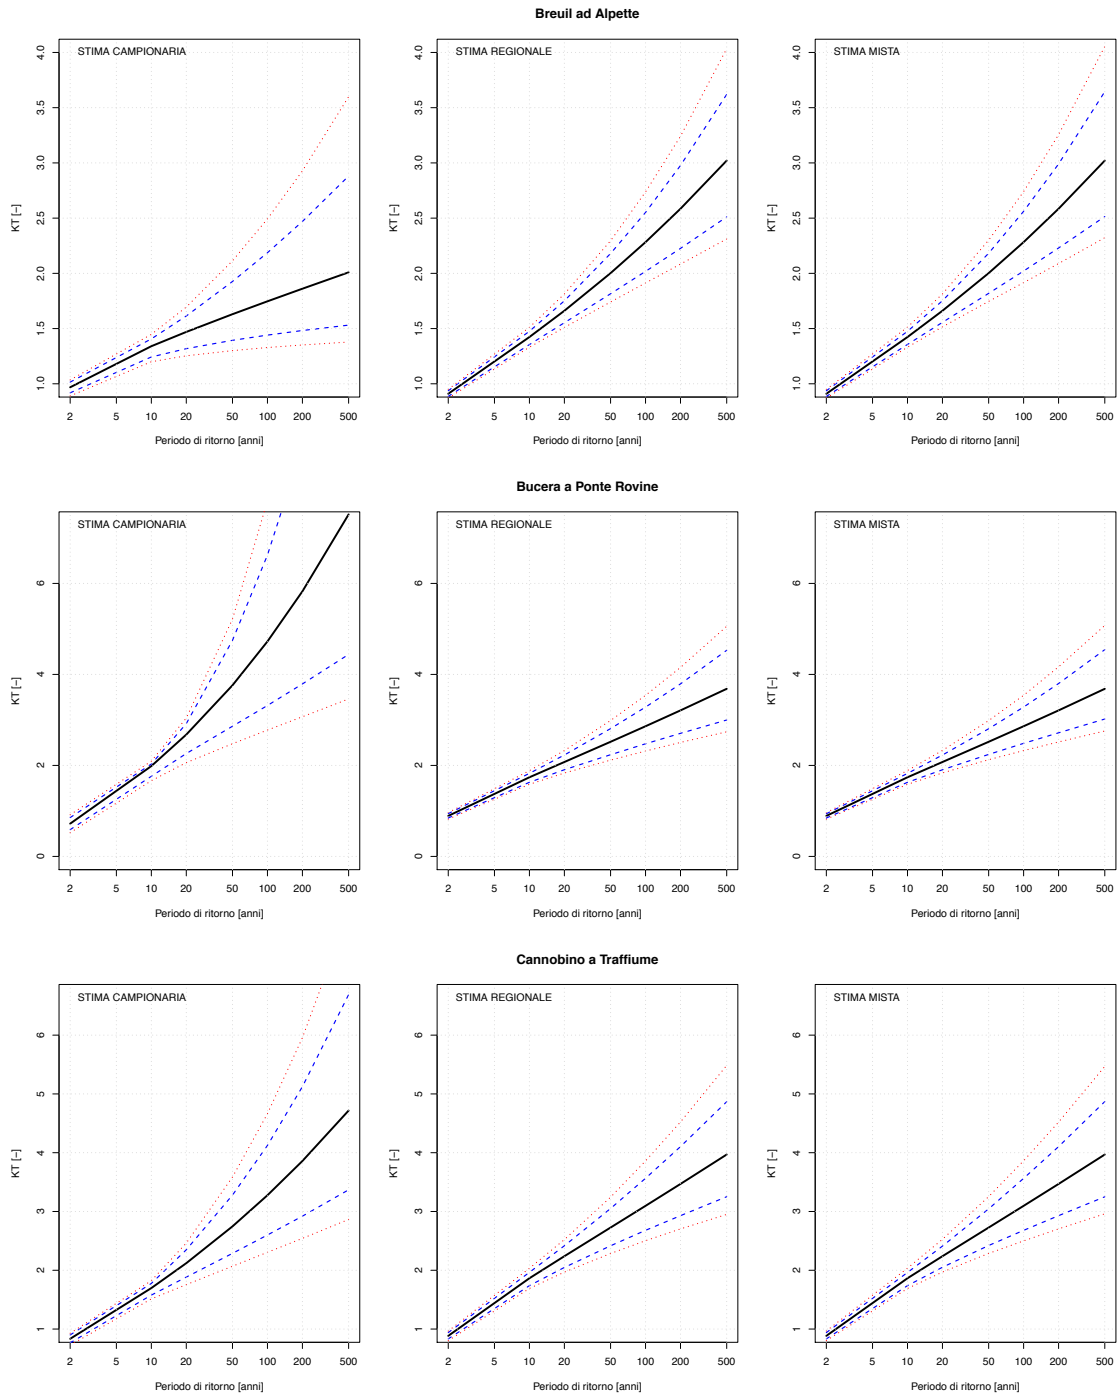 Breuil ad Alpette
STIMA CAMPIONARIA
KT [−]
1.0 1.5 2.0 2.5 3.0 3.5 4.0
2 5 10 20 50 100 200 500
Periodo di ritorno [anni]
STIMA REGIONALE
KT [−]
1.0 1.5 2.0 2.5 3.0 3.5 4.0
2 5 10 20 50 100 200 500
Periodo di ritorno [anni]
STIMA MISTA
KT [−]
1.0 1.5 2.0 2.5 3.0 3.5 4.0
2 5 10 20 50 100 200 500
Periodo di ritorno [anni]
Bucera a Ponte Rovine
STIMA CAMPIONARIA
KT [−]
0 2 4 6
2 5 10 20 50 100 200 500
Periodo di ritorno [anni]
STIMA REGIONALE
KT [−]
0 2 4 6
2 5 10 20 50 100 200 500
Periodo di ritorno [anni]
STIMA MISTA
KT [−]
0 2 4 6
2 5 10 20 50 100 200 500
Periodo di ritorno [anni]
Cannobino a Traffiume
STIMA CAMPIONARIA
KT [−]
1 2 3 4 5 6
2 5 10 20 50 100 200 500
Periodo di ritorno [anni]
STIMA REGIONALE
KT [−]
1 2 3 4 5 6
2 5 10 20 50 100 200 500
Periodo di ritorno [anni]
STIMA MISTA
KT [−]
1 2 3 4 5 6
2 5 10 20 50 100 200 500
Periodo di ritorno [anni]